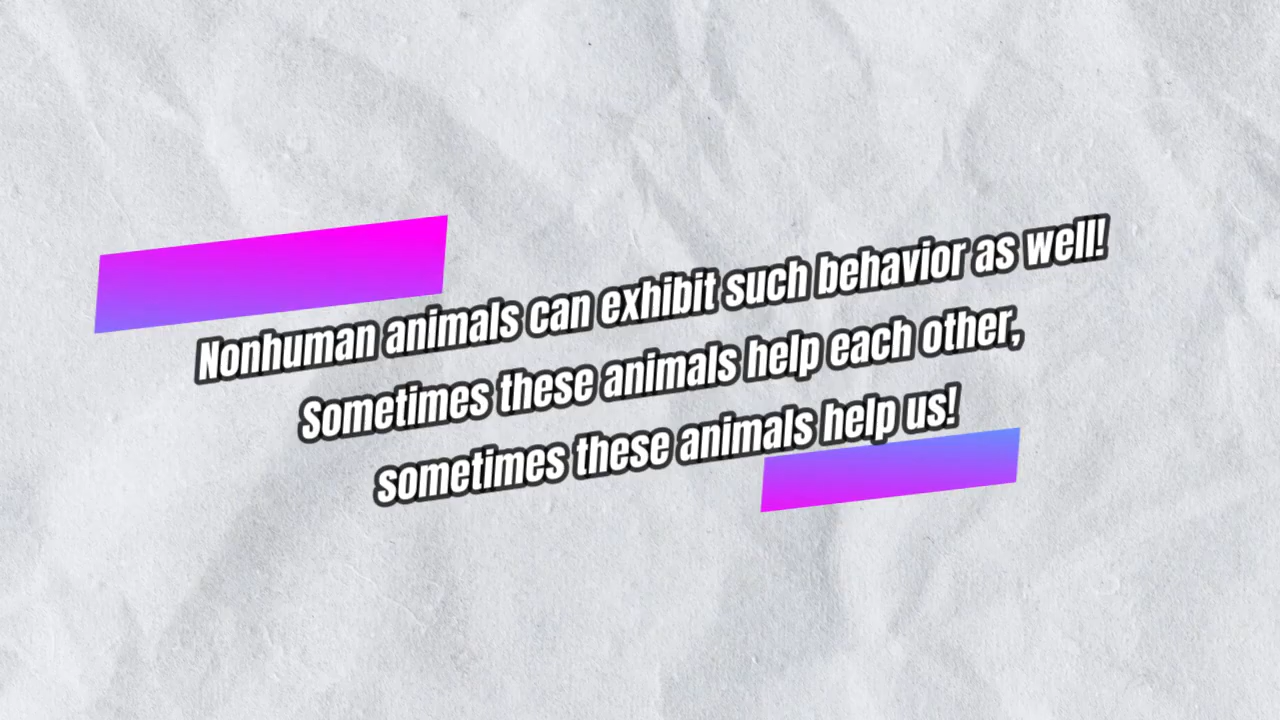 Nonhuman animals can exhibit such behavior as well!
Sometimes these animals help each other,
sometimes these animals help us!